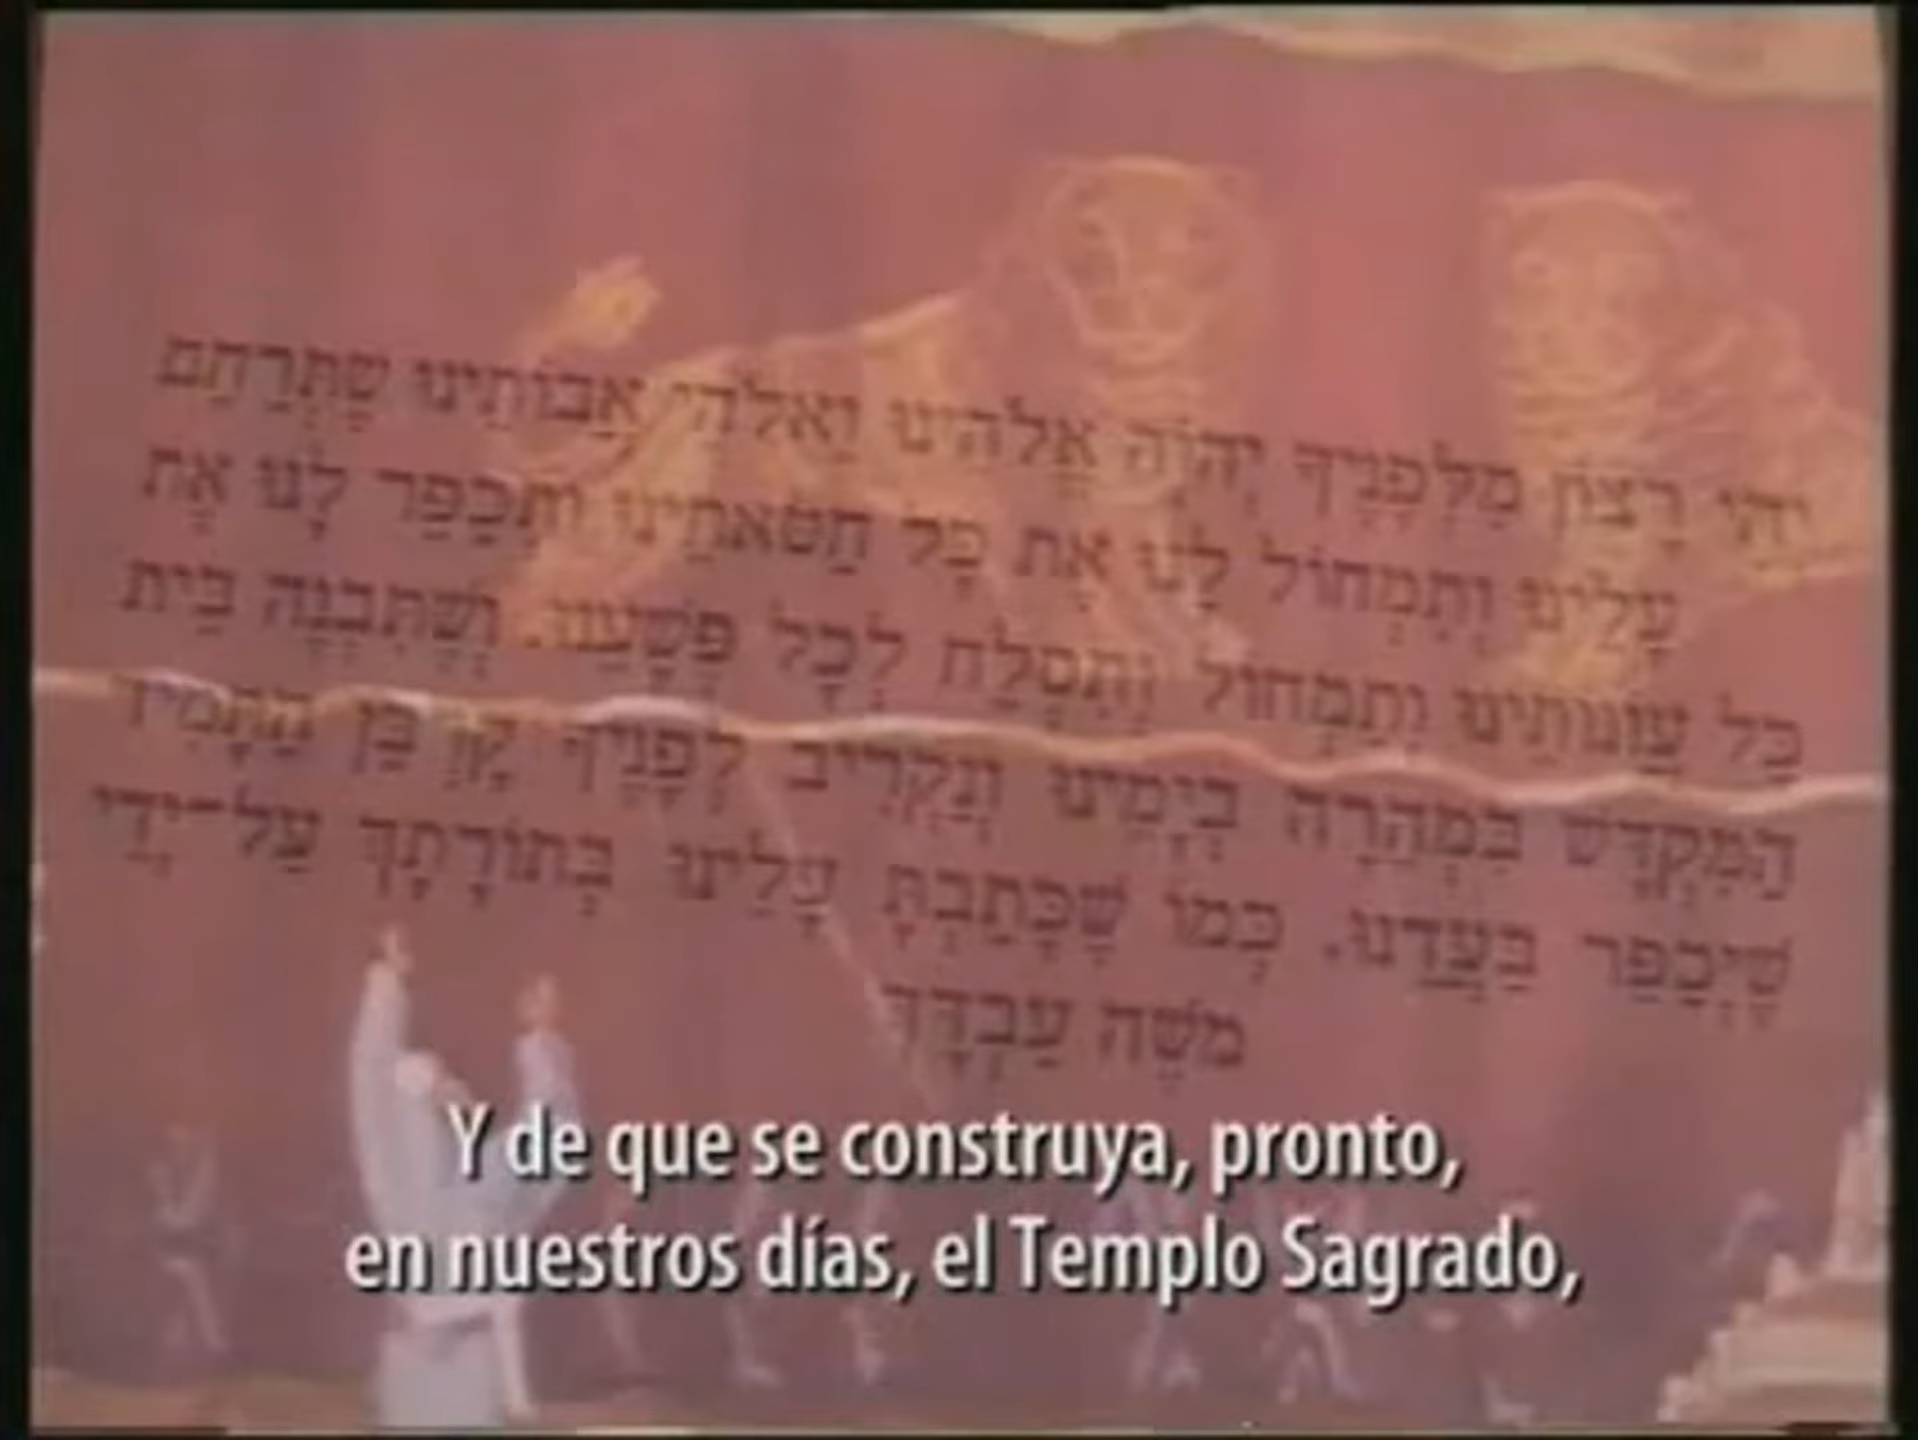 יְהִי רָצוֹן מִלְּפָנֶיךָ יְהוָֹה אֱלֹהֵינוּ וֵאלֹהֵי אֲבוֹתֵינוּ שֶׁתְּרַחֵם
עָלֵינוּ וְתִמְחוֹל לָנוּ אֶת כָּל חַטֹּאתֵינוּ וּתְכַפֵּר לָנוּ אֶת
כָּל עֲוֹנוֹתֵינוּ וְתִמְחוֹל וְתִסְלַח לְכָל פְּשָׁעֵינוּ. וְשֶׁתִּבְנֶה בֵּית
הַמִּקְדָּשׁ בִּמְהֵרָה בְיָמֵינוּ וְנַקְרִיב לְפָנֶיךָ קָרְבַּן הַתָּמִיד
שֶׁיְּכַפֵּר בַּעֲדֵנוּ. כְּמוֹ שֶׁכָּתַבְתָּ עָלֵינוּ בְּתוֹרָתָךְ עַל־יְדֵי
מֹשֶׁה עַבְדָּךְ
Y de que se construya, pronto,
en nuestros días, el Templo Sagrado,